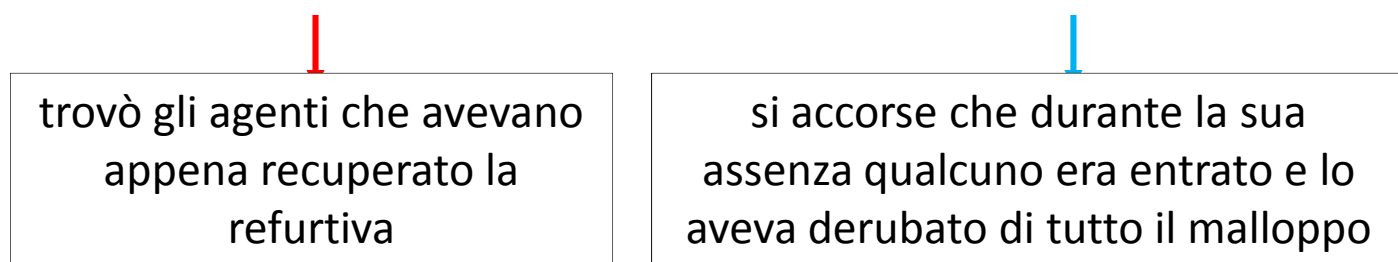 trovò gli agenti che avevano
appena recuperato la
refurtiva
si accorse che durante la sua
assenza qualcuno era entrato e lo
aveva derubato di tutto il malloppo